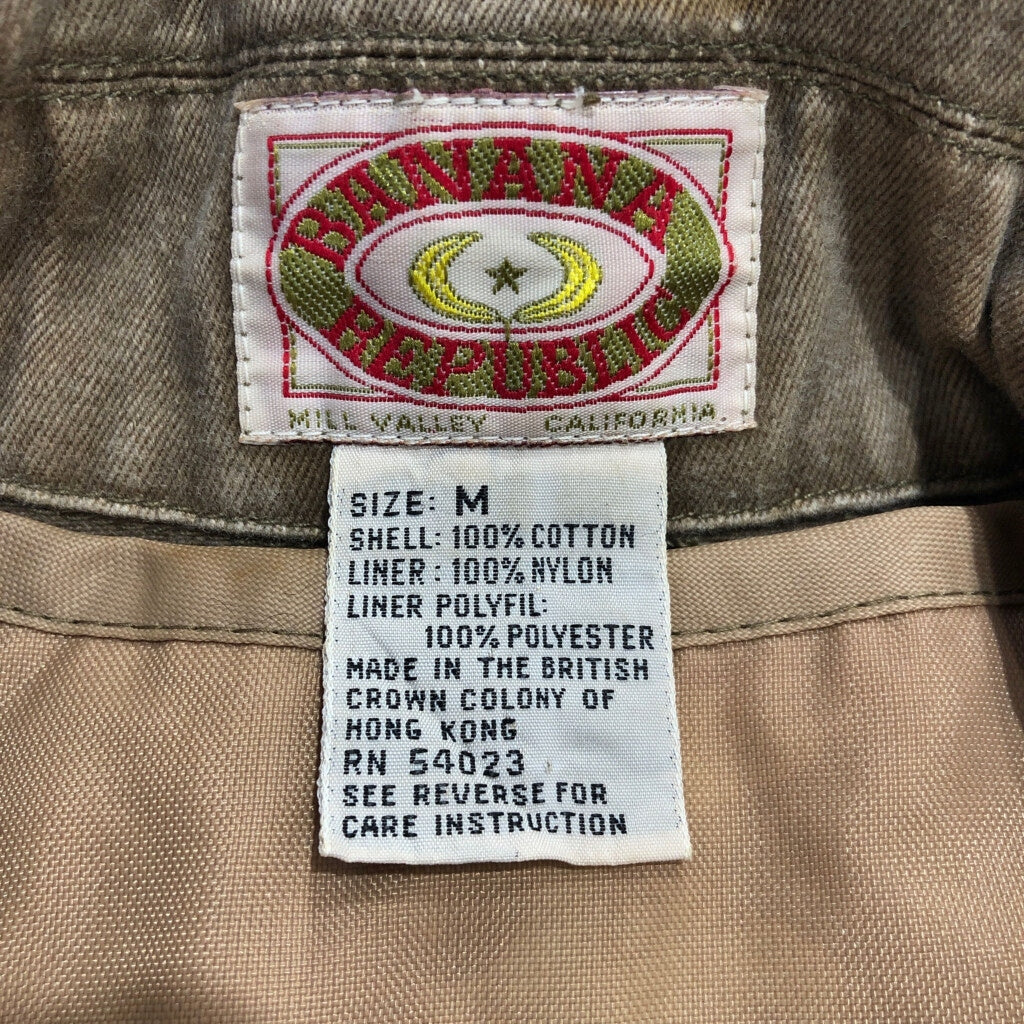 BANANA
REPUBLIC
MILL VALLEY CALIFORNIA.
SIZE: M
SHELL: 100% COTTON
LINER: 100% NYLON
LINER POLYFIL:
100% POLYESTER
MADE IN THE BRITISH
CROWN COLONY OF
HONG KONG
RN 54023
SEE REVERSE FOR
CARE INSTRUCTION